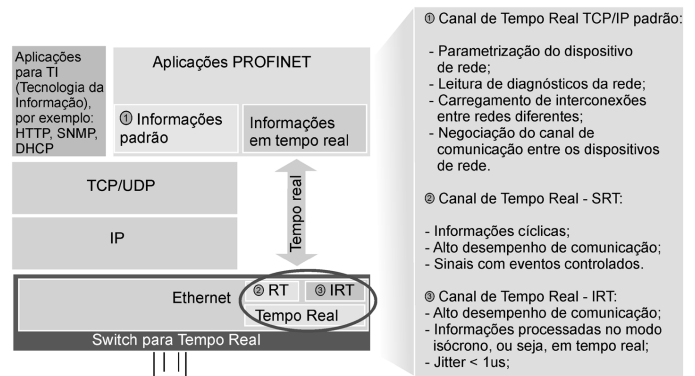 Aplicações
para TI
(Tecnologia da
Informação),
por exemplo:
HTTP, SNMP,
DHCP
Aplicações PROFINET
① Informações
padrão
Informações
em tempo real
TCP/UDP
IP
Tempo real
Ethernet
② RT
③ IRT
Tempo Real
Switch para Tempo Real
① Canal de Tempo Real TCP/IP padrão:
- Parametrização do dispositivo
de rede;
- Leitura de diagnósticos da rede;
- Carregamento de interconexões
entre redes diferentes;
- Negociação do canal de
comunicação entre os dispositivos
de rede.
② Canal de Tempo Real - SRT:
- Informações cíclicas;
- Alto desempenho de comunicação;
- Sinais com eventos controlados.
③ Canal de Tempo Real - IRT:
- Alto desempenho de comunicação;
- Informações processadas no modo
isócrono, ou seja, em tempo real;
- Jitter < 1us;